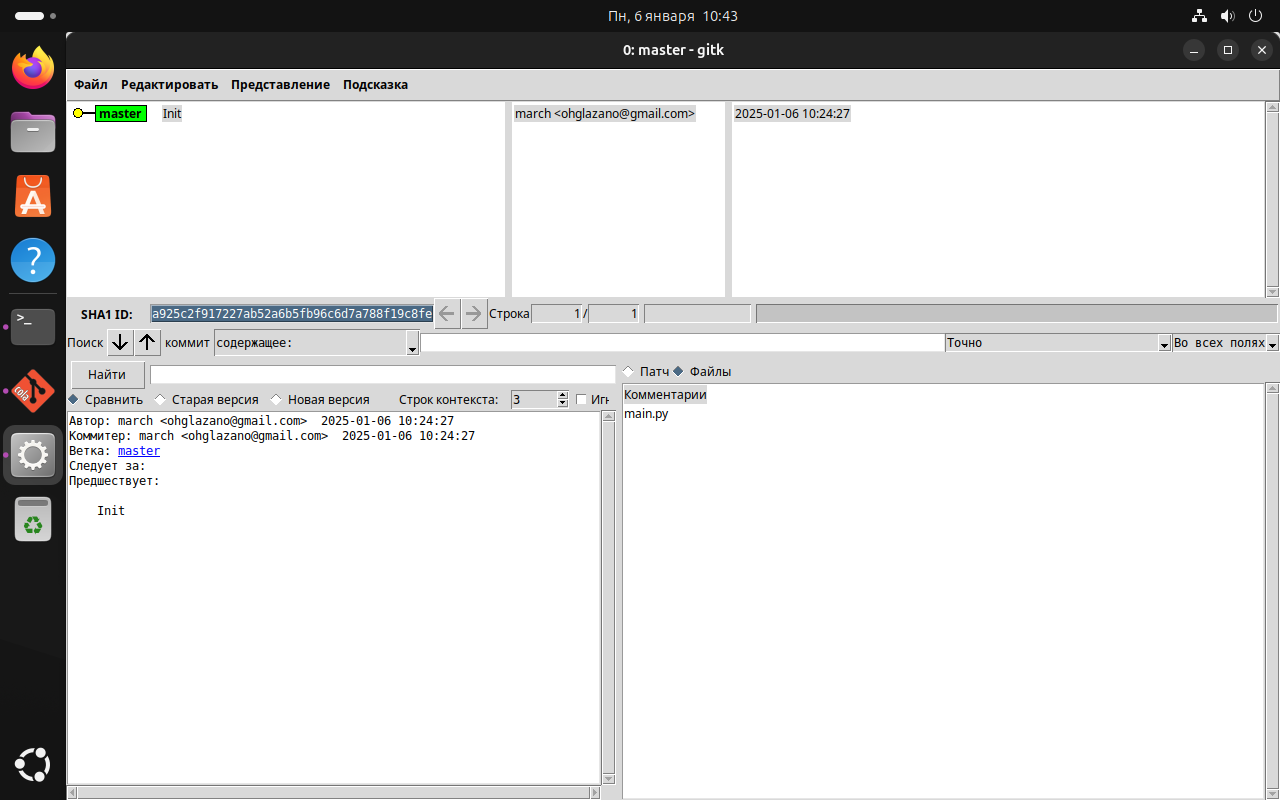 Пн, 6 января 10:43
0: master - gitk
Файл Редактировать Представление Подсказка
master Init march <ohglazano@gmail.com> 2025-01-06 10:24:27
SHA1 ID: a925c2f917227ab52a6b5fb96c6d7a788f19c8fe Строка 1 / 1
Поиск коммит содержащее: Точно Во всех полях
Найти Патч Файлы
Сравнить Старая версия Новая версия Строк контекста: 3 Иг
Комментарии
main.py
Автор: march <ohglazano@gmail.com> 2025-01-06 10:24:27
Коммитер: march <ohglazano@gmail.com> 2025-01-06 10:24:27
Ветка: master
Следует за:
Предшествует:
Init
cola